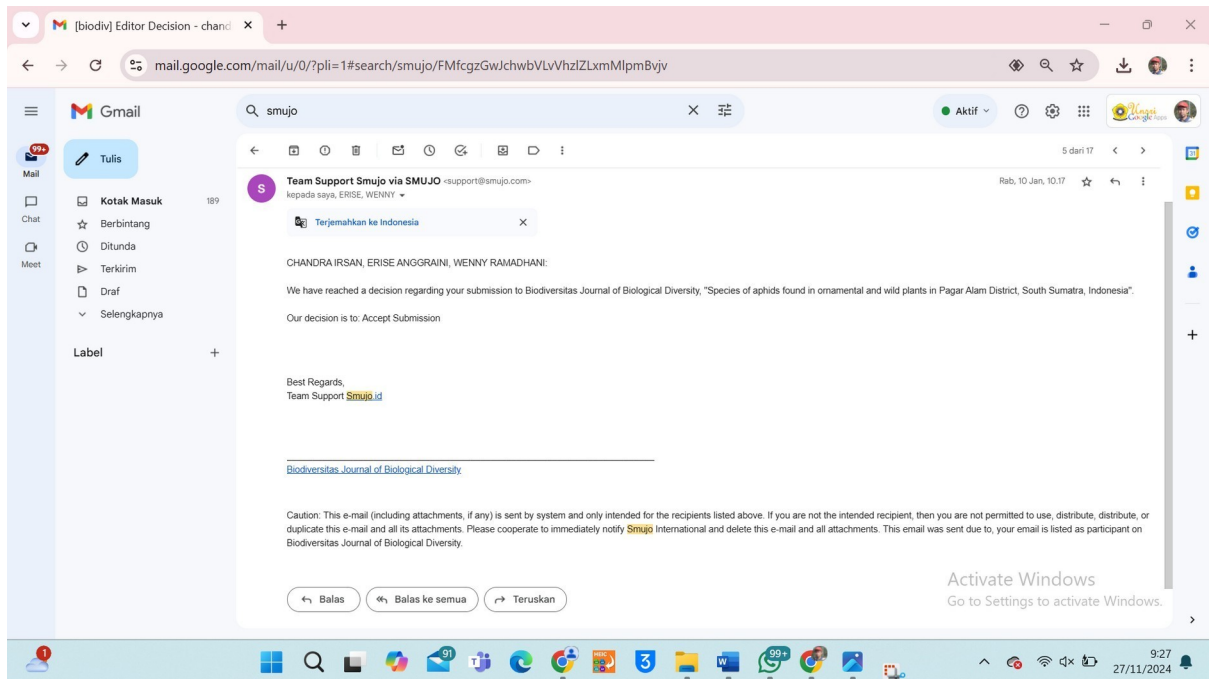 [biodiv] Editor Decision - chand
mail.google.com/mail/u/0/?pli=1#search/smujo/FMfcgzGwJchwbVLvVhzlZLxmMlpmBvjv
Gmail
smujo
Aktif
99+
Mail
Chat
Meet
Tulis
Kotak Masuk 189
Berbintang
Ditunda
Terkirim
Draf
Selengkapnya
Label
5 dari 17
S
Team Support Smujo via SMUJO <support@smujo.com>
kepada saya, ERISE, WENNY
Rab, 10 Jan, 10.17
Terjemahkan ke Indonesia
CHANDRA IRSAN, ERISE ANGGRAINI, WENNY RAMADHANI:
We have reached a decision regarding your submission to Biodiversitas Journal of Biological Diversity, "Species of aphids found in ornamental and wild plants in Pagar Alam District, South Sumatra, Indonesia".
Our decision is to: Accept Submission
Best Regards,
Team Support Smujo.id
Biodiversitas Journal of Biological Diversity
Caution: This e-mail (including attachments, if any) is sent by system and only intended for the recipients listed above. If you are not the intended recipient, then you are not permitted to use, distribute, distribute, or
duplicate this e-mail and all its attachments. Please cooperate to immediately notify Smujo International and delete this e-mail and all attachments. This email was sent due to, your email is listed as participant on
Biodiversitas Journal of Biological Diversity.
Balas
Balas ke semua
Teruskan
Activate Windows
Go to Settings to activate Windows.
1
91
99+
9:27
27/11/2024